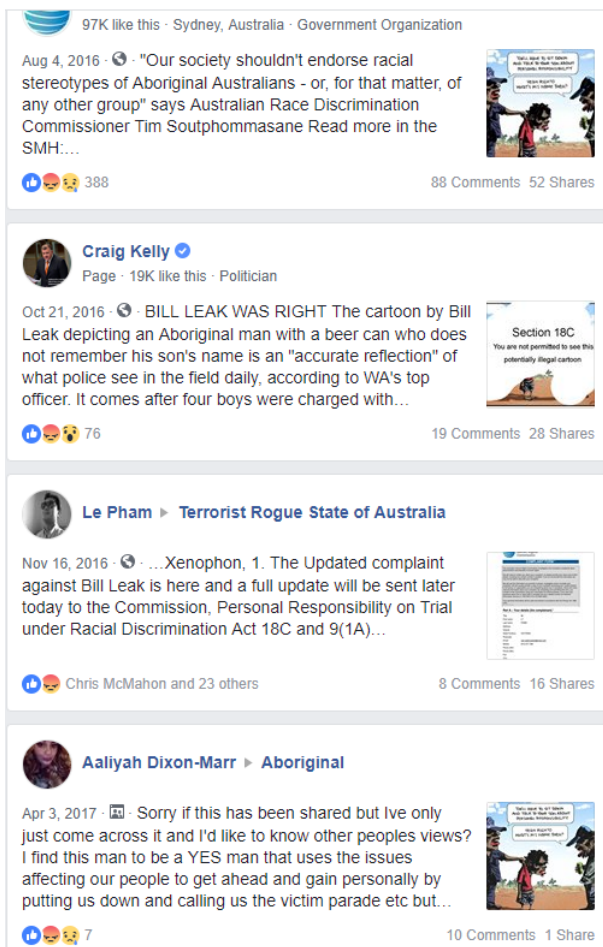 97K like this · Sydney, Australia · Government Organization
Aug 4, 2016 · · "Our society shouldn't endorse racial
stereotypes of Aboriginal Australians - or, for that matter, of
any other group" says Australian Race Discrimination
Commissioner Tim Soutphommasane Read more in the
SMH:...
388
88 Comments 52 Shares
Craig Kelly
Page · 19K like this · Politician
Oct 21, 2016 · · BILL LEAK WAS RIGHT The cartoon by Bill
Leak depicting an Aboriginal man with a beer can who does
not remember his son's name is an "accurate reflection" of
what police see in the field daily, according to WA's top
officer. It comes after four boys were charged with...
Section 18C
You are not permitted to see this
potentially illegal cartoon
76
19 Comments 28 Shares
Le Pham ▸ Terrorist Rogue State of Australia
Nov 16, 2016 · · ...Xenophon, 1. The Updated complaint
against Bill Leak is here and a full update will be sent later
today to the Commission, Personal Responsibility on Trial
under Racial Discrimination Act 18C and 9(1A)...
Chris McMahon and 23 others
8 Comments 16 Shares
Aaliyah Dixon-Marr ▸ Aboriginal
Apr 3, 2017 · · Sorry if this has been shared but Ive only
just come across it and I'd like to know other peoples views?
I find this man to be a YES man that uses the issues
affecting our people to get ahead and gain personally by
putting us down and calling us the victim parade etc but...
7
10 Comments 1 Share